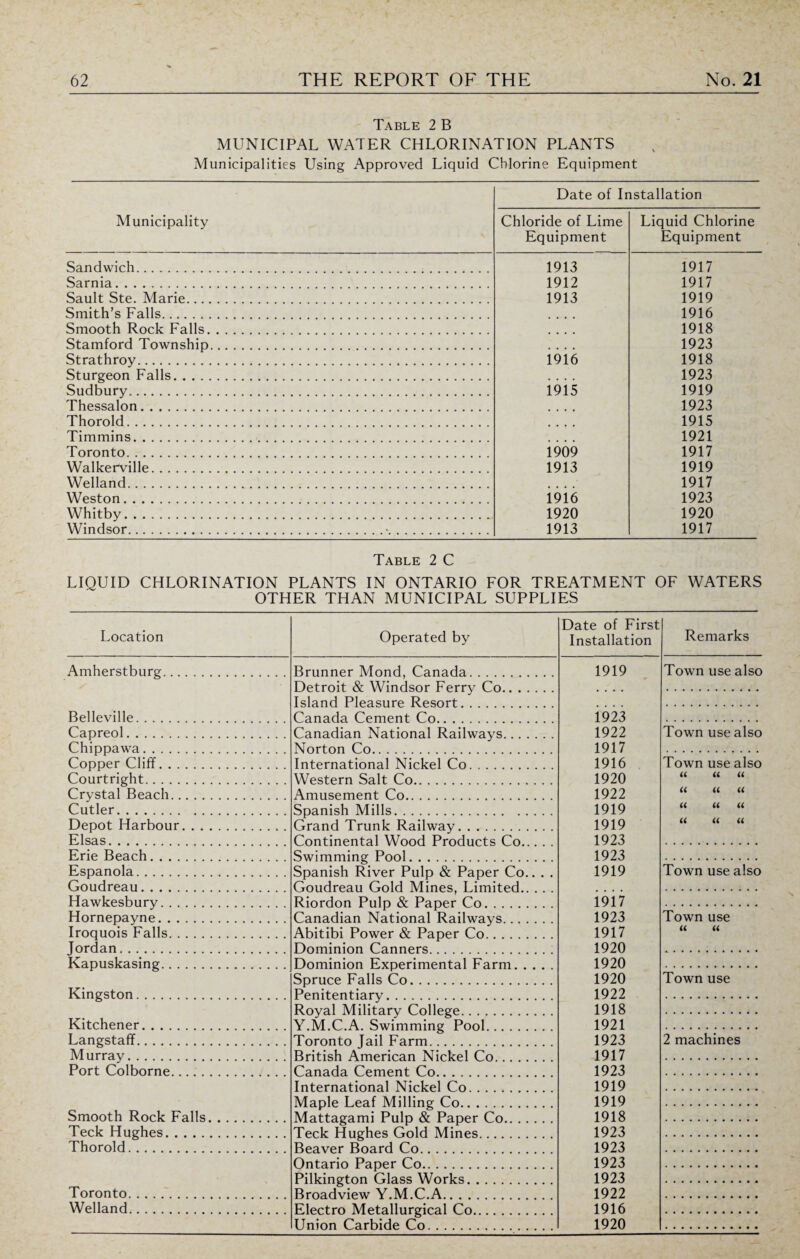 62 THE REPORT OF THE No. 21
Table 2 B
MUNICIPAL WATER CHLORINATION PLANTS
Municipalities Using Approved Liquid Chlorine Equipment
Municipality Date of Installation
Chloride of Lime Equipment Liquid Chlorine Equipment
Sandwich 1913 1917
Sarnia 1912 1917
Sault Ste. Marie 1913 1919
Smith's Falls .... 1916
Smooth Rock Falls .... 1918
Stamford Township .... 1923
Strathroy 1916 1918
Sturgeon Falls .... 1923
Sudbury 1915 1919
Thessalon .... 1923
Thorold .... 1915
Timmins .... 1921
Toronto 1909 1917
Walkerville 1913 1919
Welland .... 1917
Weston 1916 1923
Whitby 1920 1920
Windsor 1913 1917
Table 2 C
LIQUID CHLORINATION PLANTS IN ONTARIO FOR TREATMENT OF WATERS
OTHER THAN MUNICIPAL SUPPLIES
Location Operated by Date of First Installation Remarks
Amherstburg Brunner Mond, Canada 1919 Town use also
Detroit & Windsor Ferry Co. .... ....
Island Pleasure Resort .... ....
Belleville Canada Cement Co. 1923 ....
Capreol Canadian National Railways 1922 Town use also
Chippawa Norton Co. 1917 ....
Copper Cliff International Nickel Co. 1916 Town use also
Courtright Western Salt Co. 1920 " " "
Crystal Beach Amusement Co. 1922 " " "
Cutler Spanish Mills 1919 " " "
Depot Harbour Grand Trunk Railway 1919 " " "
Elsas Continental Wood Products Co. 1923 ....
Erie Beach Swimming Pool 1923 ....
Espanola Spanish River Pulp & Paper Co. 1919 Town use also
Goudreau Goudreau Gold Mines, Limited .... ....
Hawkesbury Riordon Pulp & Paper Co. 1917 ....
Hornepayne Canadian National Railways 1923 Town use
Iroquois Falls Abitibi Power & Paper Co. 1917 " "
Jordan Dominion Canners 1920 ....
Kapuskasing Dominion Experimental Farm 1920 ....
Spruce Falls Co. 1920 Town use
Kingston Penitentiary 1922 ....
Royal Military College 1918 ....
Kitchener Y.M.C.A. Swimming Pool 1921 ....
Langstaff Toronto Jail Farm 1923 2 machines
Murray British American Nickel Co. 1917 ....
Port Colborne Canada Cement Co. 1923 ....
International Nickel Co. 1919 ....
Maple Leaf Milling Co. 1919 ....
Smooth Rock Falls Mattagami Pulp & Paper Co. 1918 ....
Teck Hughes Teck Hughes Gold Mines 1923 ....
Thorold Beaver Board Co. 1923 ....
Ontario Paper Co. 1923 ....
Pilkington Glass Works 1923 ....
Toronto Broadview Y.M.C.A. 1922 ....
Welland Electro Metallurgical Co. 1916 ....
Union Carbide Co. 1920 ....